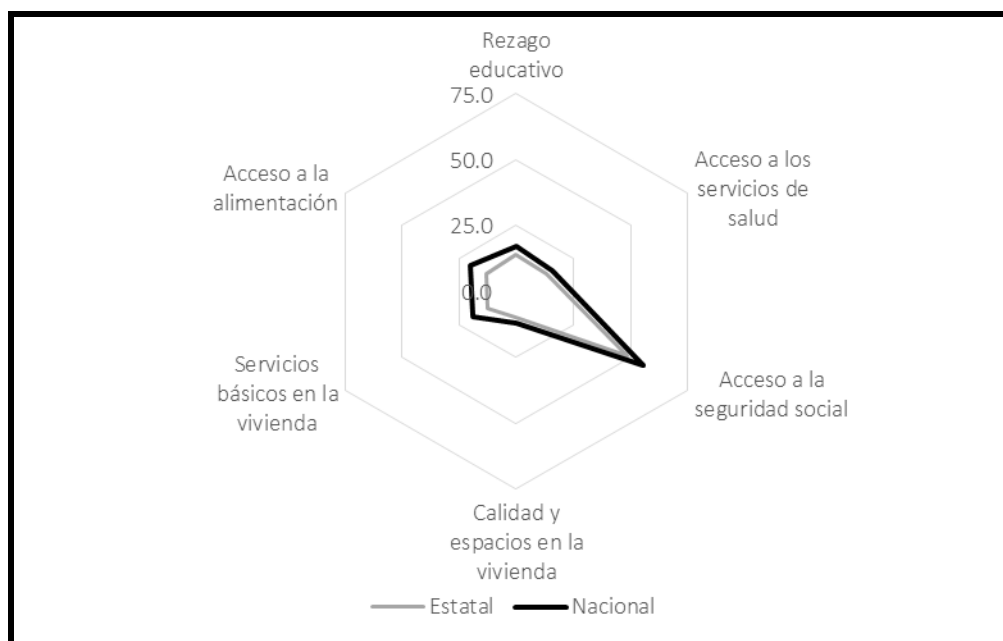 Rezago
educativo
75.0
50.0
25.0
0.0
Acceso a los
servicios de
salud
Acceso a la
seguridad social
Calidad y
espacios en la
vivienda
Servicios
básicos en la
vivienda
Acceso a la
alimentación
Estatal Nacional